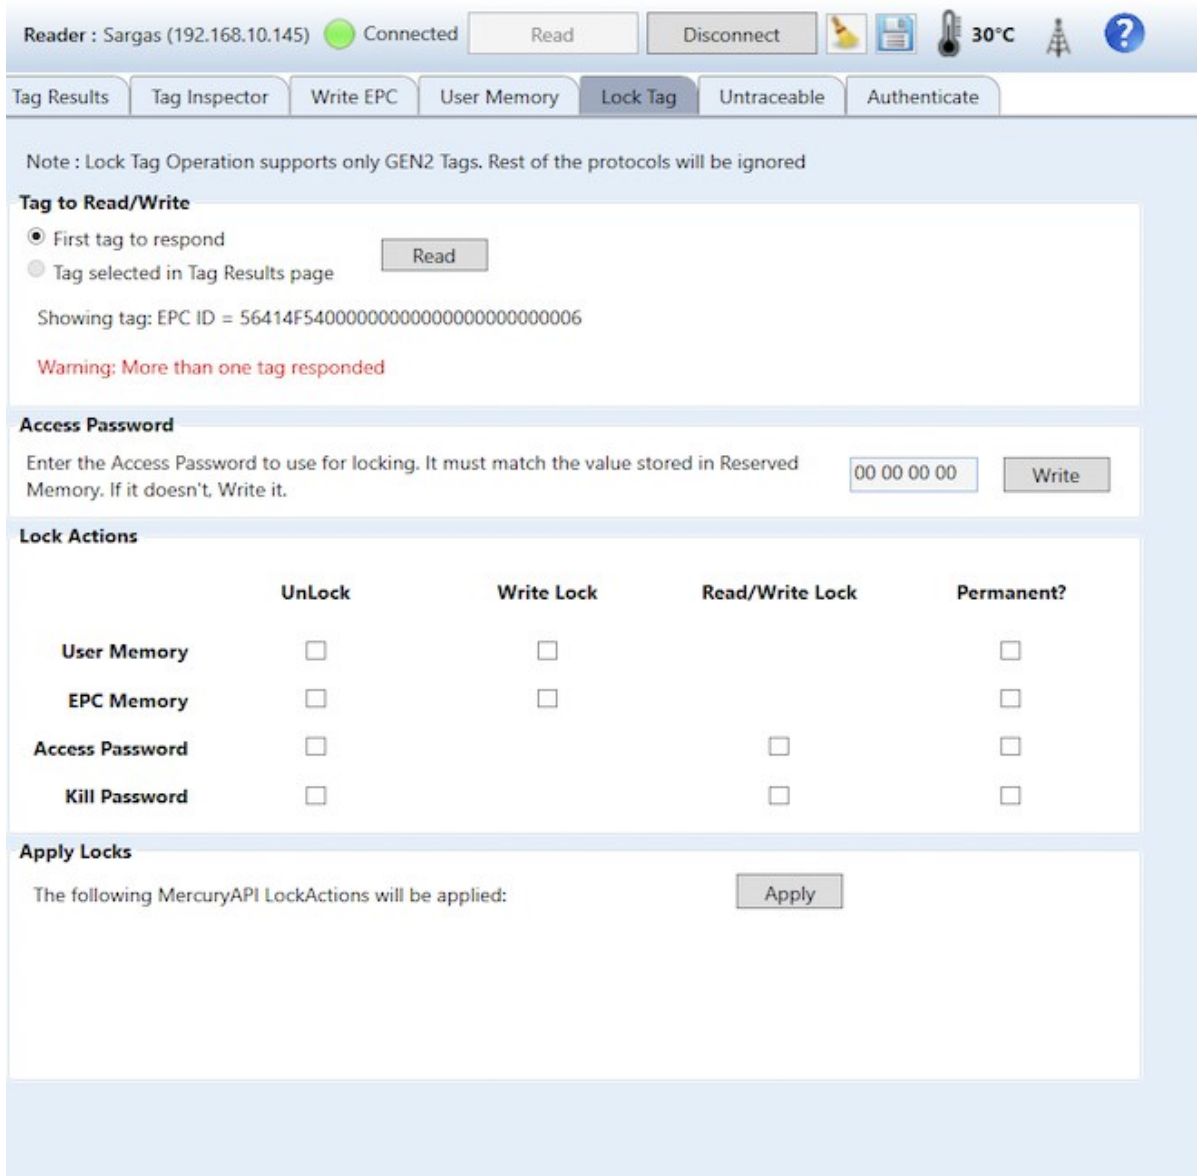 Reader : Sargas (192.168.10.145) Connected Read Disconnect 30°C ?
Tag Results Tag Inspector Write EPC User Memory Lock Tag Untraceable Authenticate
Note : Lock Tag Operation supports only GEN2 Tags. Rest of the protocols will be ignored
Tag to Read/Write
First tag to respond
Read
Tag selected in Tag Results page
Showing tag: EPC ID = 56414F540000000000000000000000006
Warning: More than one tag responded
Access Password
Enter the Access Password to use for locking. It must match the value stored in Reserved
Memory. If it doesn't, Write it.
00 00 00 00 Write
Lock Actions
UnLock Write Lock Read/Write Lock Permanent?
User Memory
EPC Memory
Access Password
Kill Password
Apply Locks
The following MercuryAPI LockActions will be applied: Apply